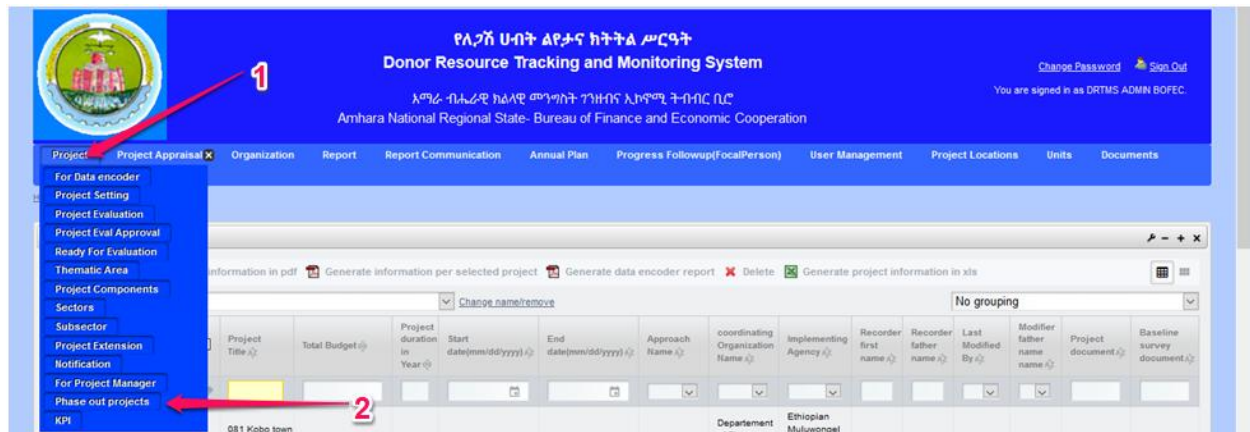 የለጋሽ ሀብት ልየታና ክትትል ሥርዓት
Donor Resource Tracking and Monitoring System
Change Password Sign Out
You are signed in as DRTMS ADMIN BOFEC.
አማራ ብሔራዊ ክልላዊ መንግስት ገንዘብና ኢኮኖሚ ትብብር ቢሮ
Amhara National Regional State- Bureau of Finance and Economic Cooperation
1
Project Project Appraisal Organization Report Report Communication Annual Plan Progress Followup(FocalPerson) User Management Project Locations Units Documents
For Data encoder
Project Setting
Project Evaluation
Project Eval Approval
Ready For Evaluation
Thematic Area
Project Components
Sectors
Subsector
Project Extension
Notification
For Project Manager
Phase out projects
KPI
2
information in pdf Generate information per selected project Generate data encoder report Delete Generate project information in xls
Change name/remove No grouping
Project Title
Total Budget
Project duration in Year
Start date(mm/dd/yyyy)
End date(mm/dd/yyyy)
Approach Name
coordinating Organization Name
Implementing Agency
Recorder first name
Recorder father name
Last Modified By
Modifier father name name
Project document
Baseline survey document
081 Kobo town
Departement
Ethiopian
Muluwongel